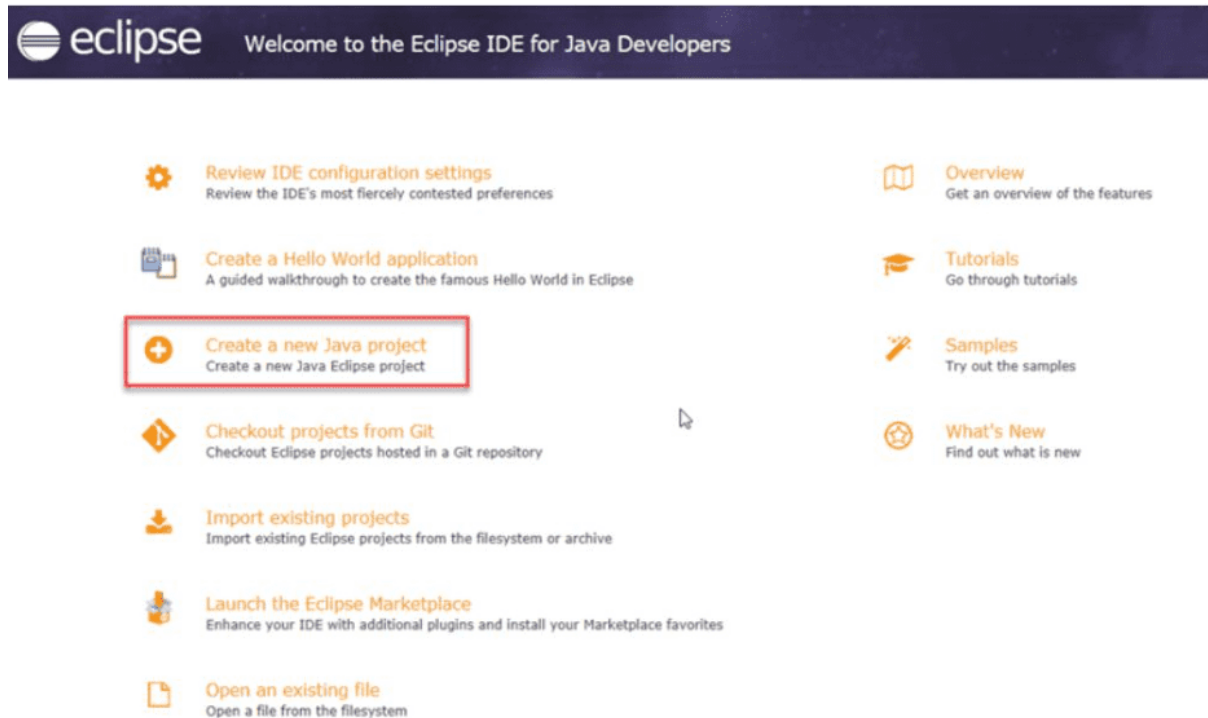 eclipse Welcome to the Eclipse IDE for Java Developers
Review IDE configuration settings
Review the IDE's most fiercely contested preferences
Create a Hello World application
A guided walkthrough to create the famous Hello World in Eclipse
Create a new Java project
Create a new Java Eclipse project
Checkout projects from Git
Checkout Eclipse projects hosted in a Git repository
Import existing projects
Import existing Eclipse projects from the filesystem or archive
Launch the Eclipse Marketplace
Enhance your IDE with additional plugins and install your Marketplace favorites
Open an existing file
Open a file from the filesystem
Overview
Get an overview of the features
Tutorials
Go through tutorials
Samples
Try out the samples
What's New
Find out what is new